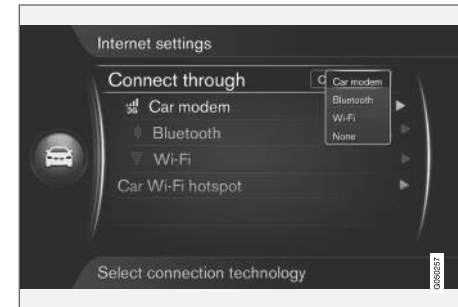 Internet settings
Connect through
Car modem
Bluetooth
Wi-Fi
None
3G Car modem
Bluetooth
Wi-Fi
Car Wi-Fi hotspot
Select connection technology
G050257